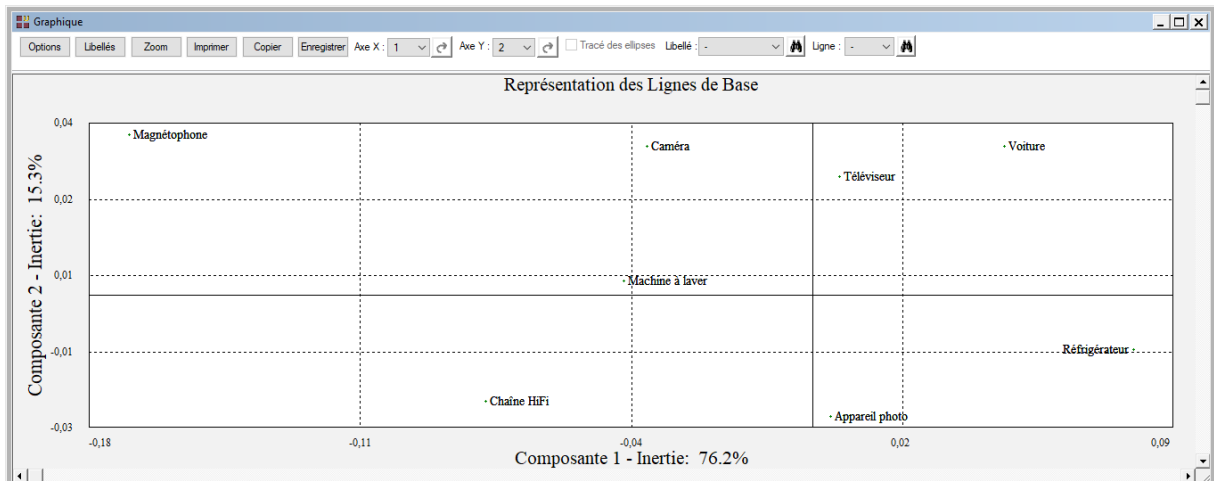 Graphique
Options Libellés Zoom Imprimer Copier Enregistrer Axe X : 1 Axe Y : 2 Tracé des ellipses Libellé : - Ligne : -
Représentation des Lignes de Base
0,04
Magnétophone
Caméra
Voiture
Téléviseur
0,02
0,01
Machine à laver
-0,01
Réfrigérateur
Chaîne HiFi
Appareil photo
-0,03
-0,18 -0,11 -0,04 0,02 0,09
Composante 1 - Inertie: 76.2%
Composante 2 - Inertie: 15.3%